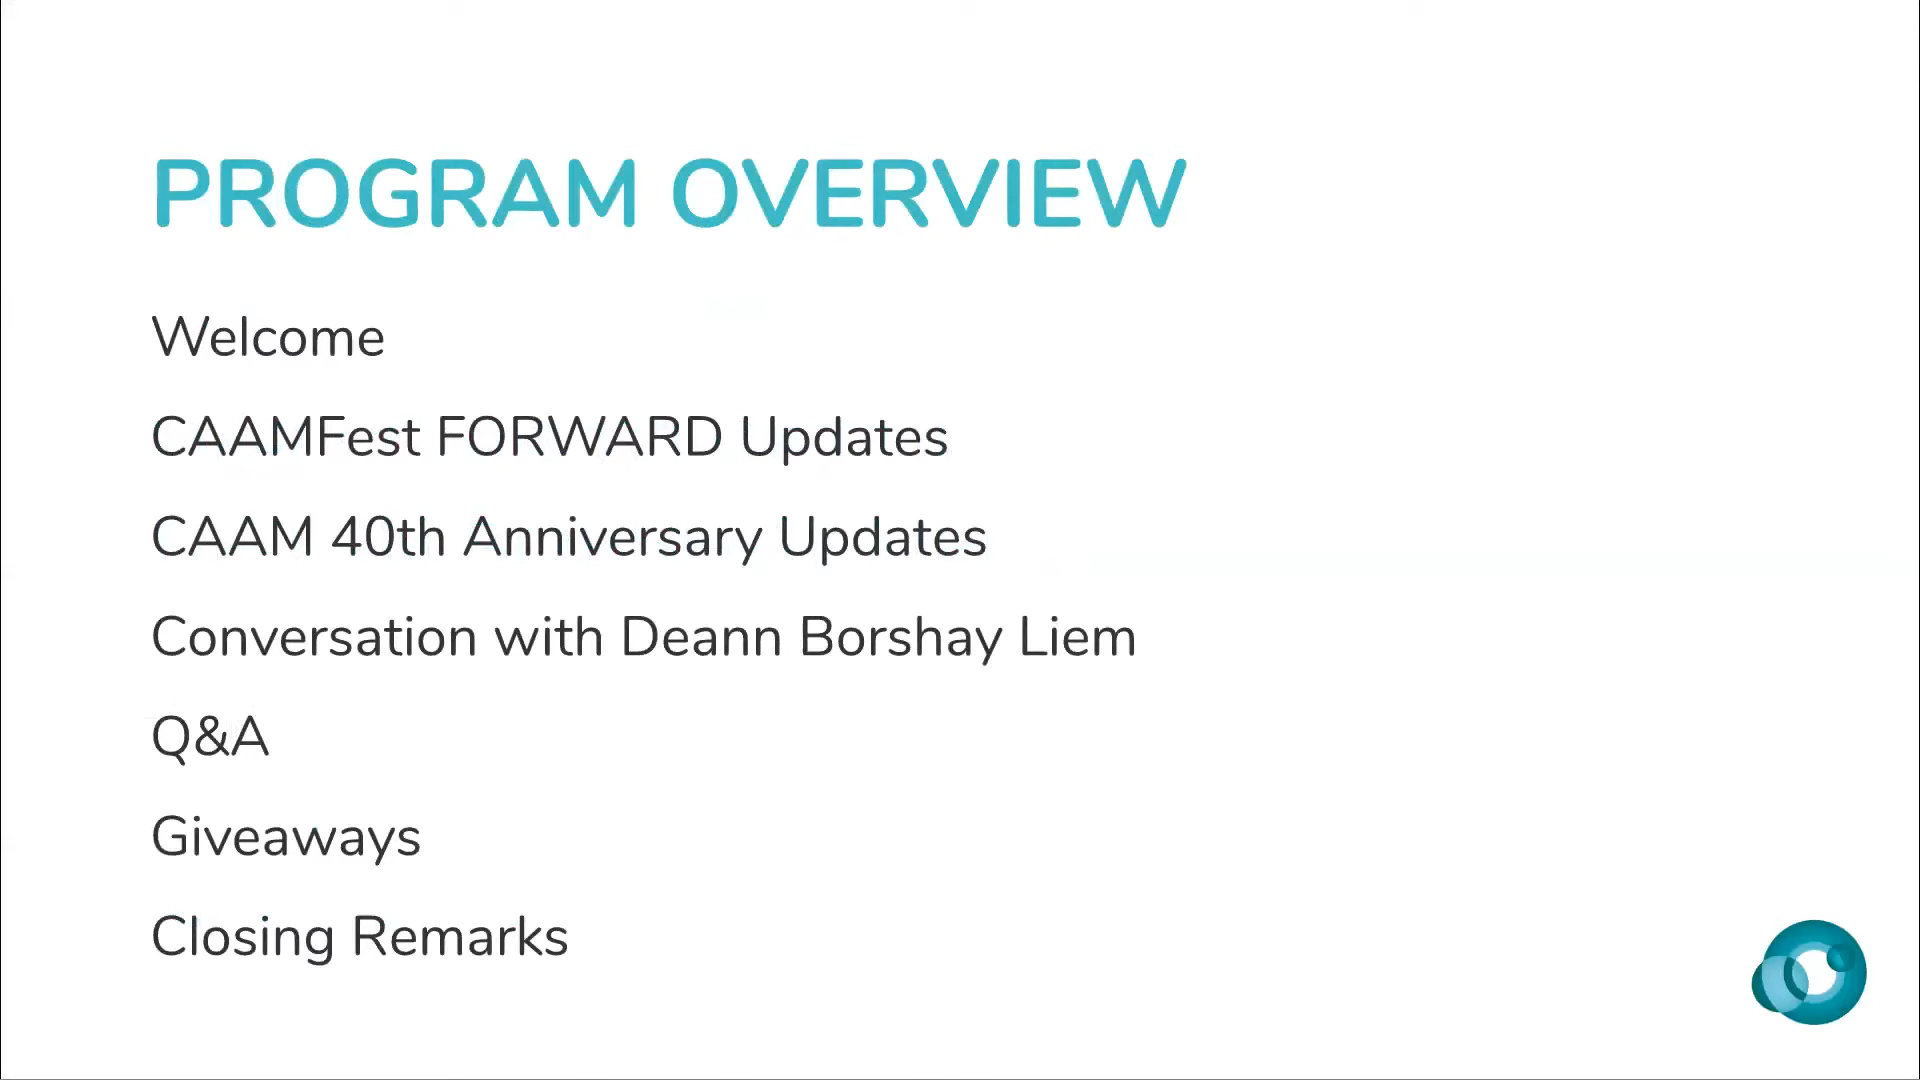 PROGRAM OVERVIEW
Welcome
CAAMFest FORWARD Updates
CAAM 40th Anniversary Updates
Conversation with Deann Borshay Liem
Q&A
Giveaways
Closing Remarks